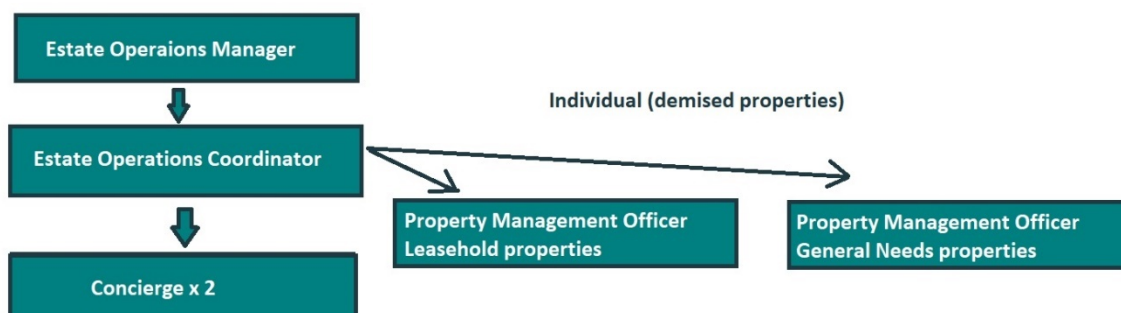 Estate Operaions Manager
Individual (demised properties)
Estate Operations Coordinator
Property Management Officer
Leasehold properties
Property Management Officer
General Needs properties
Concierge x 2